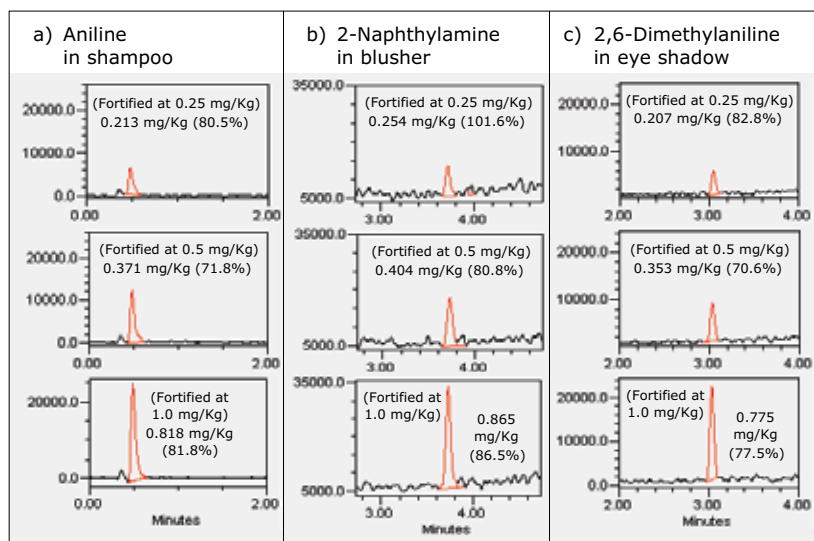 a) Aniline
in shampoo
20000.0
10000.0
0.0
(Fortified at 0.25 mg/Kg)
0.213 mg/Kg (80.5%)
0.00
2.00
20000.0
10000.0
0.0
(Fortified at 0.5 mg/Kg)
0.371 mg/Kg (71.8%)
0.00
2.00
20000.0
0.0
(Fortified at
1.0 mg/Kg)
0.818 mg/Kg
(81.8%)
0.00
2.00
Minutes
b) 2-Naphthylamine
in blusher
35000.0
5000.0
(Fortified at 0.25 mg/Kg)
0.254 mg/Kg (101.6%)
3.00
4.00
35000.0
5000.0
(Fortified at 0.5 mg/Kg)
0.404 mg/Kg (80.8%)
3.00
4.00
35000.0
5000.0
(Fortified at
1.0 mg/Kg)
0.865
mg/Kg
(86.5%)
3.00
4.00
Minutes
c) 2,6-Dimethylaniline
in eye shadow
20000.0
10000.0
0.0
(Fortified at 0.25 mg/Kg)
0.207 mg/Kg (82.8%)
2.00
3.00
4.00
20000.0
10000.0
(Fortified at 0.5 mg/Kg)
0.353 mg/Kg (70.6%)
2.00
3.00
4.00
20000.0
10000.0
0.0
(Fortified at
1.0 mg/Kg)
0.775
mg/Kg
(77.5%)
2.00
3.00
4.00
Minutes